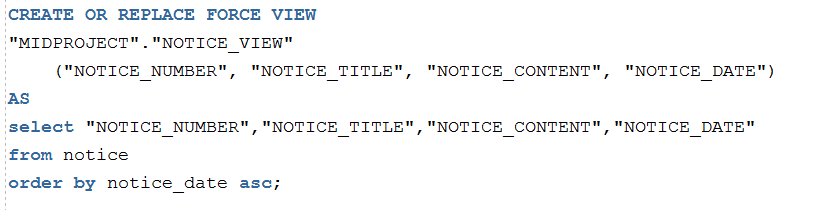 CREATE OR REPLACE FORCE VIEW
"MIDPROJECT"."NOTICE_VIEW"
("NOTICE_NUMBER", "NOTICE_TITLE", "NOTICE_CONTENT", "NOTICE_DATE")
AS
select "NOTICE_NUMBER","NOTICE_TITLE","NOTICE_CONTENT","NOTICE_DATE"
from notice
order by notice_date asc;